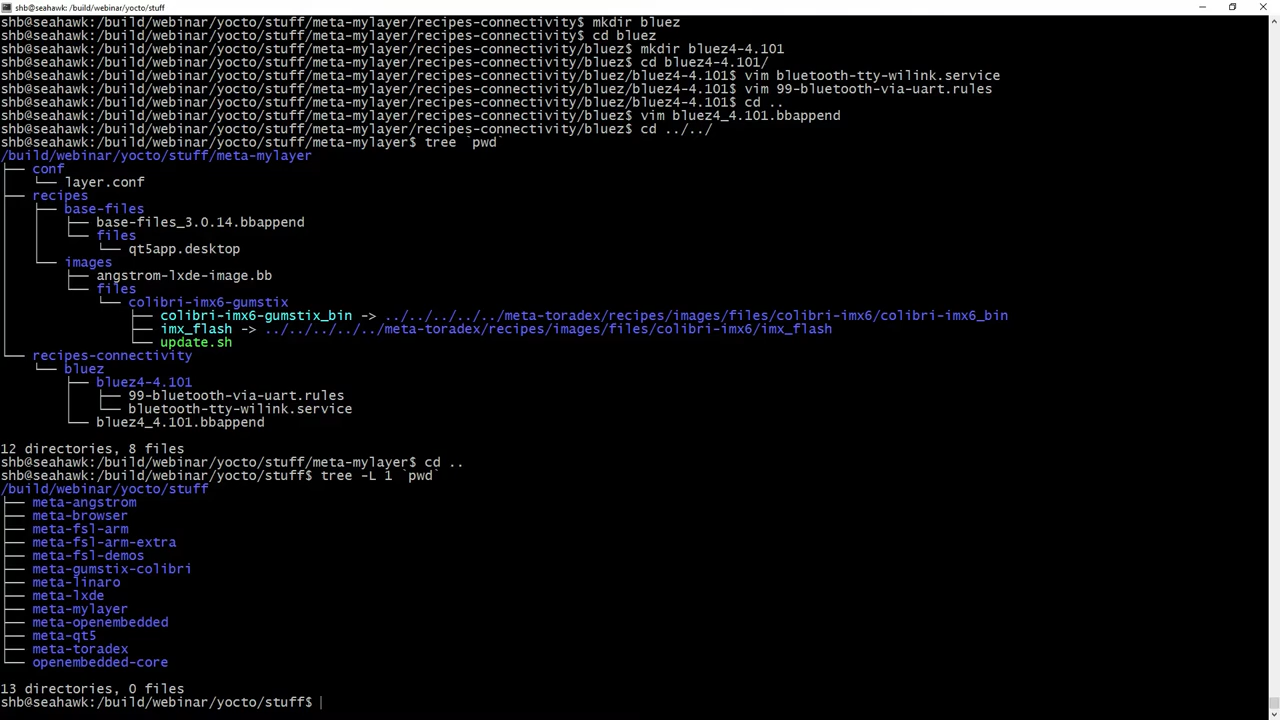 shb@seahawk:/build/webinar/yocto/stuff
shb@seahawk:/build/webinar/yocto/stuff/meta-mylayer/recipes-connectivity$ mkdir bluez
shb@seahawk:/build/webinar/yocto/stuff/meta-mylayer/recipes-connectivity$ cd bluez
shb@seahawk:/build/webinar/yocto/stuff/meta-mylayer/recipes-connectivity/bluez$ mkdir bluez4-4.101
shb@seahawk:/build/webinar/yocto/stuff/meta-mylayer/recipes-connectivity/bluez$ cd bluez4-4.101/
shb@seahawk:/build/webinar/yocto/stuff/meta-mylayer/recipes-connectivity/bluez/bluez4-4.101$ vim bluetooth-tty-wilink.service
shb@seahawk:/build/webinar/yocto/stuff/meta-mylayer/recipes-connectivity/bluez/bluez4-4.101$ vim 99-bluetooth-via-uart.rules
shb@seahawk:/build/webinar/yocto/stuff/meta-mylayer/recipes-connectivity/bluez/bluez4-4.101$ cd ..
shb@seahawk:/build/webinar/yocto/stuff/meta-mylayer/recipes-connectivity/bluez$ vim bluez4_4.101.bbappend
shb@seahawk:/build/webinar/yocto/stuff/meta-mylayer/recipes-connectivity/bluez$ cd ../../
shb@seahawk:/build/webinar/yocto/stuff/meta-mylayer$ tree `pwd`
/build/webinar/yocto/stuff/meta-mylayer
├── conf
│   └── layer.conf
├── recipes
│   ├── base-files
│   │   ├── base-files_3.0.14.bbappend
│   │   └── files
│   │       └── qt5app.desktop
│   └── images
│       ├── angstrom-lxde-image.bb
│       └── files
│           └── colibri-imx6-gumstix
│               ├── colibri-imx6-gumstix_bin -> ../../../../../meta-toradex/recipes/images/files/colibri-imx6/colibri-imx6_bin
│               ├── imx_flash -> ../../../../../meta-toradex/recipes/images/files/colibri-imx6/imx_flash
│               └── update.sh
└── recipes-connectivity
    └── bluez
        ├── bluez4-4.101
        │   ├── 99-bluetooth-via-uart.rules
        │   └── bluetooth-tty-wilink.service
        └── bluez4_4.101.bbappend
12 directories, 8 files
shb@seahawk:/build/webinar/yocto/stuff/meta-mylayer$ cd ..
shb@seahawk:/build/webinar/yocto/stuff$ tree -L 1 `pwd`
/build/webinar/yocto/stuff
├── meta-angstrom
├── meta-browser
├── meta-fsl-arm
├── meta-fsl-arm-extra
├── meta-fsl-demos
├── meta-gumstix-colibri
├── meta-linaro
├── meta-lxde
├── meta-mylayer
├── meta-openembedded
├── meta-qt5
├── meta-toradex
└── openembedded-core
13 directories, 0 files
shb@seahawk:/build/webinar/yocto/stuff$